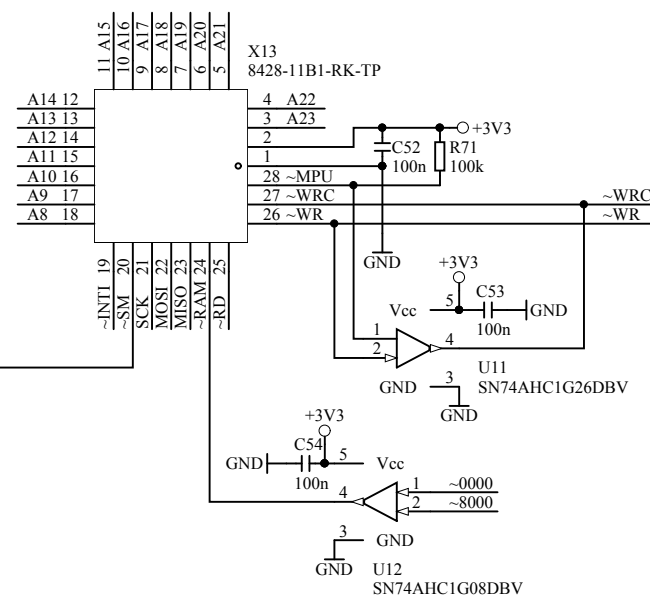 11 A15
10 A16
9 A17
8 A18
7 A19
6 A20
5 A21
X13
8428-11B1-RK-TP
A14 12
A13 13
A12 14
A11 15
A10 16
A9 17
A8 18
4 A22
3 A23
2
1
28 ~MPU
27 ~WRC
26 ~WR
C52
100n
R71
100k
+3V3
~WRC
~WR
GND
~INTI 19
~SM 20
SCK 21
MOSI 22
MISO 23
~RAM 24
~RD 25
+3V3
5
Vcc
C53
100n
GND
1
2
4
U11
SN74AHC1G26DBV
GND
3
GND
+3V3
C54
GND
100n
5
Vcc
4
1 ~0000
2 ~8000
3
GND
GND
U12
SN74AHC1G08DBV